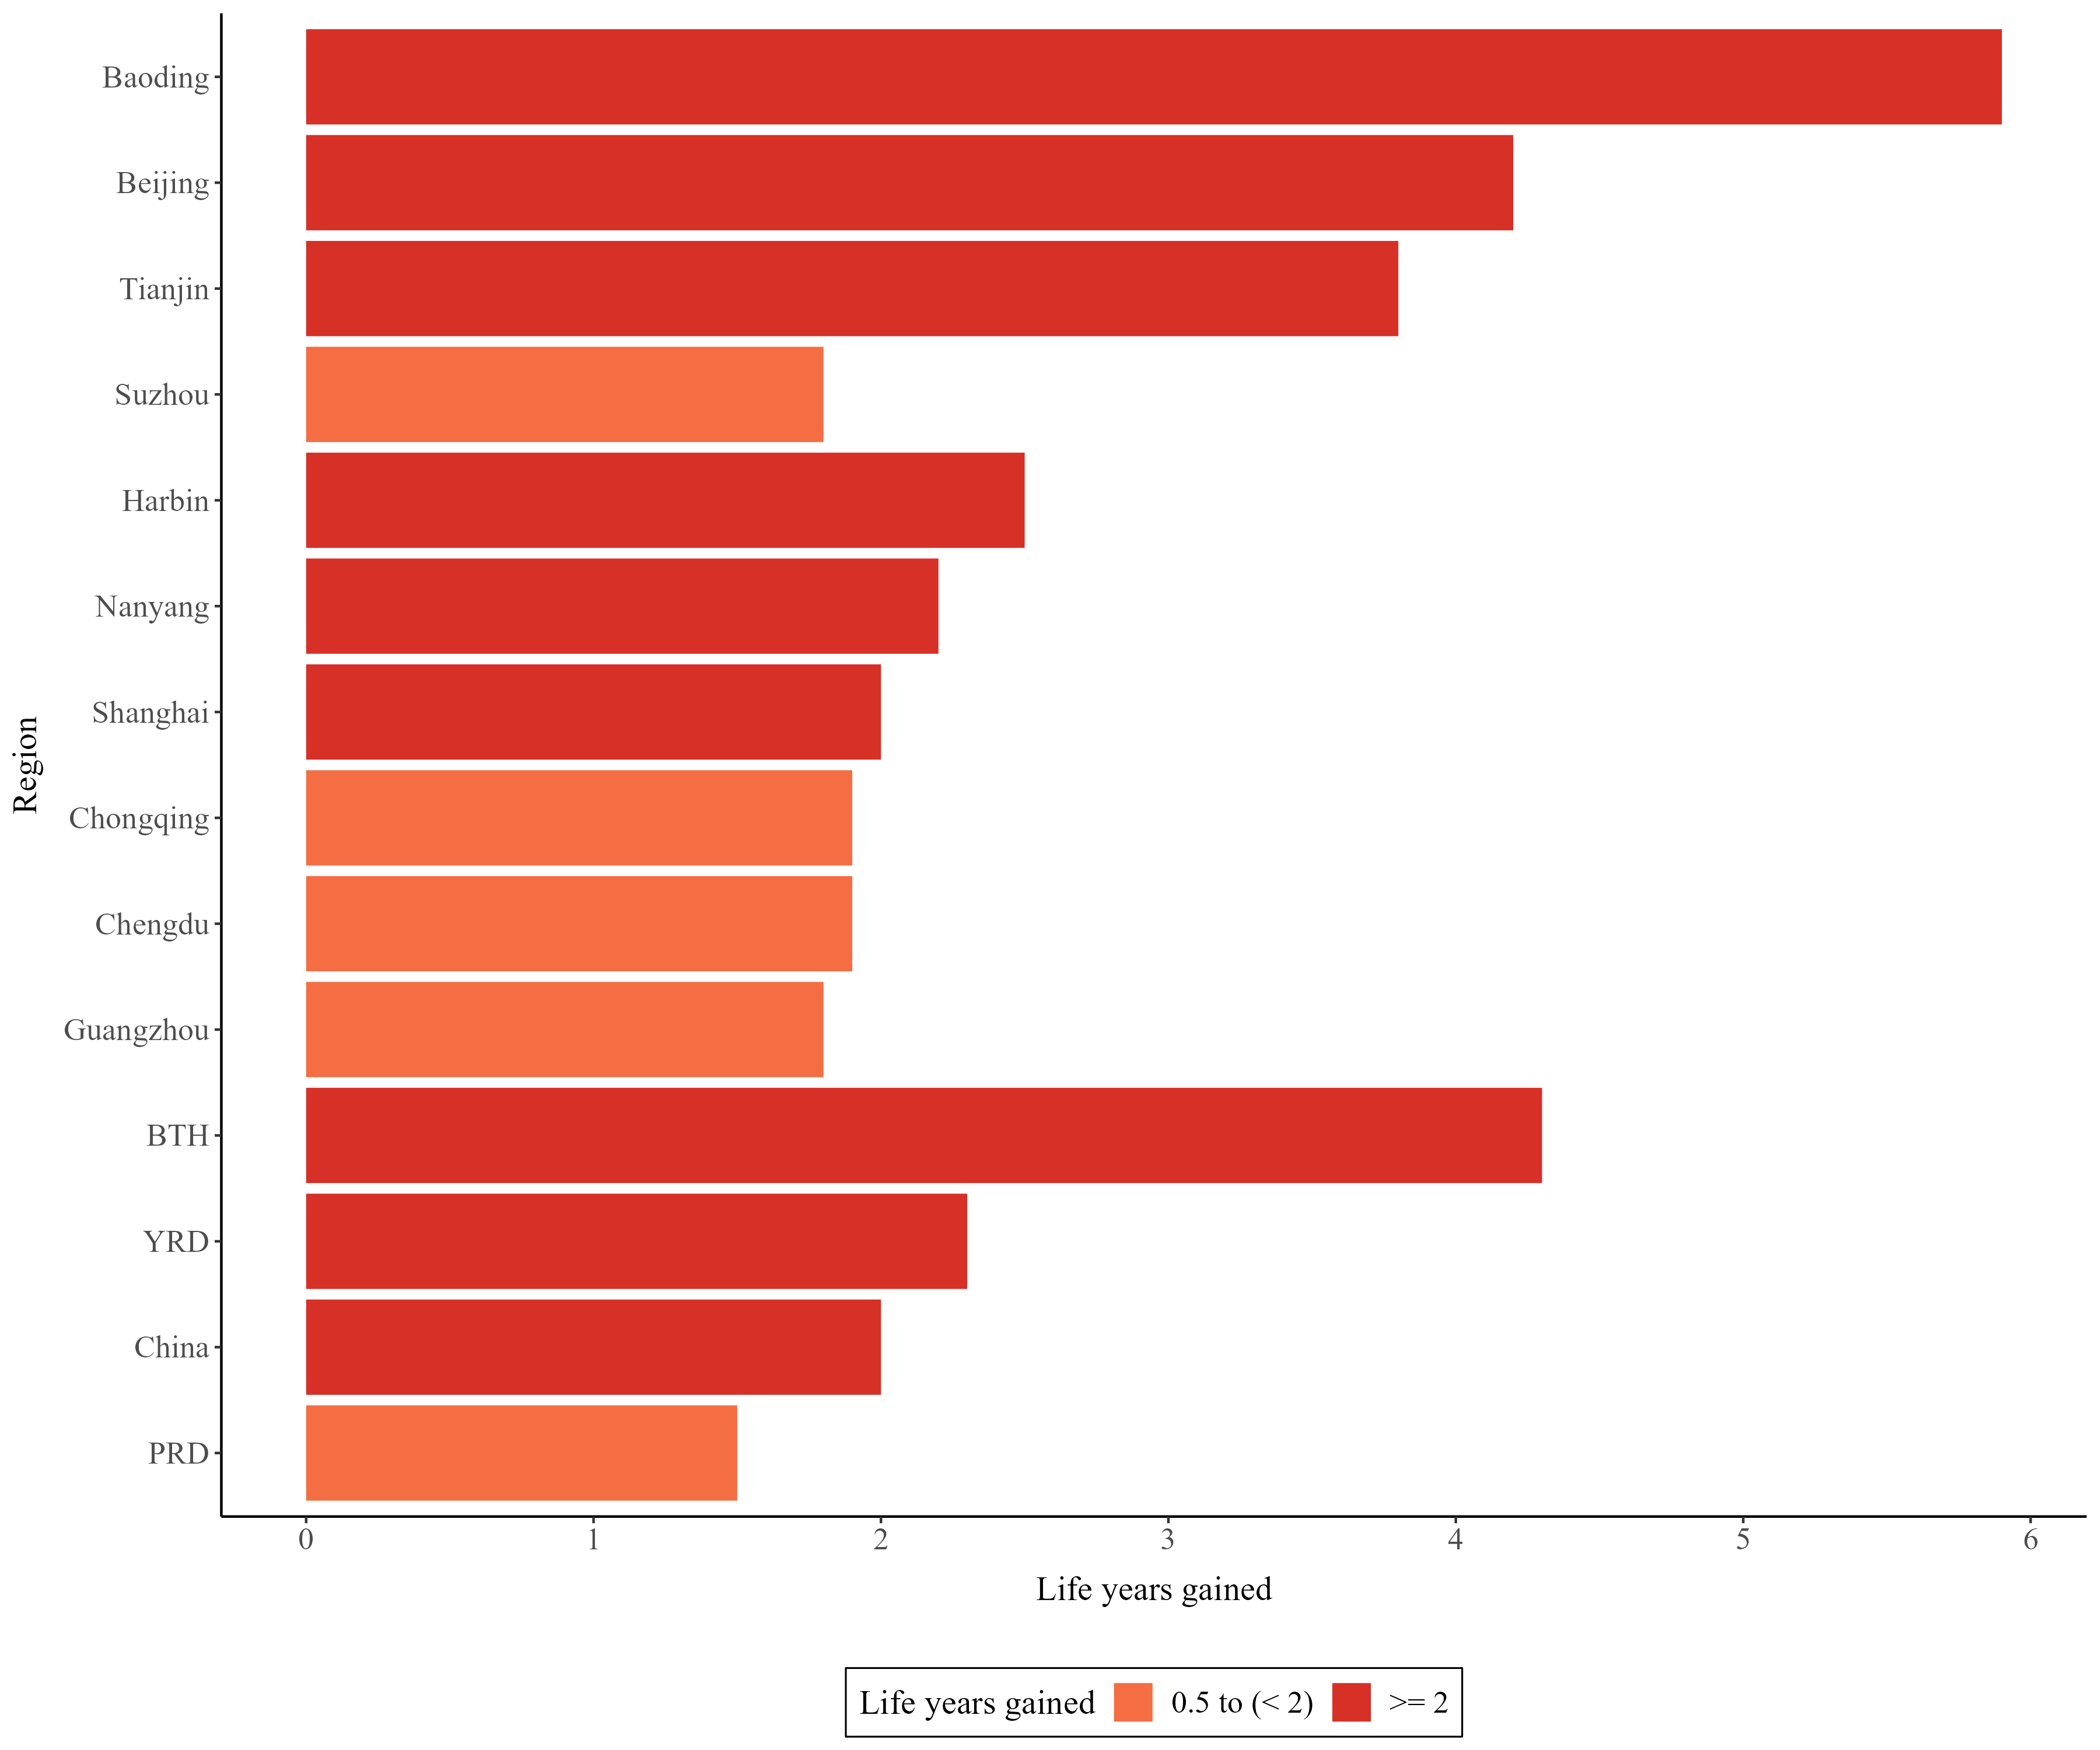 Baoding
Beijing
Tianjin
Suzhou
Harbin
Nanyang
Shanghai
Chongqing
Chengdu
Guangzhou
BTH
YRD
China
PRD
Region
0 1 2 3 4 5 6
Life years gained
Life years gained 0.5 to (< 2) >= 2